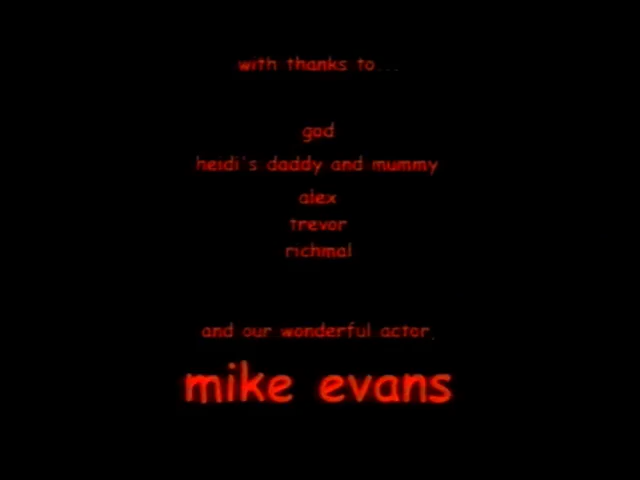 with thanks to...
god
heidi's daddy and mummy
alex
trevor
richmal
and our wonderful actor,
mike evans